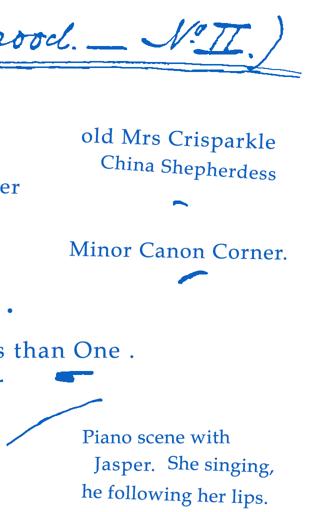 rood. — No. II.)
old Mrs Crisparkle
China Shepherdess
er
Minor Canon Corner.
s than One .
Piano scene with
Jasper. She singing,
he following her lips.